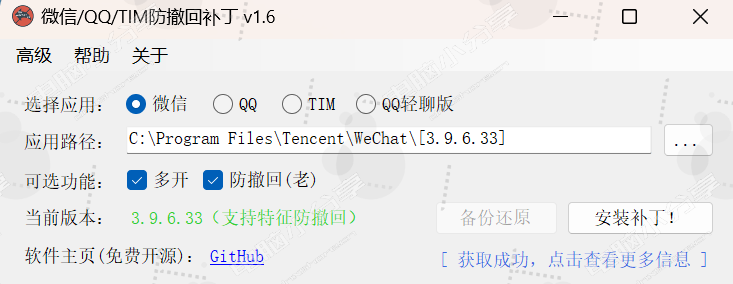 微信/QQ/TIM防撤回补丁 v1.6
高级 帮助 关于
选择应用: 微信 QQ TIM QQ轻聊版
应用路径: C:\Program Files\Tencent\WeChat\[3.9.6.33] ...
可选功能: 多开 防撤回(老)
当前版本: 3.9.6.33（支持特征防撤回） 备份还原 安装补丁!
软件主页(免费开源): GitHub [ 获取成功，点击查看更多信息 ]